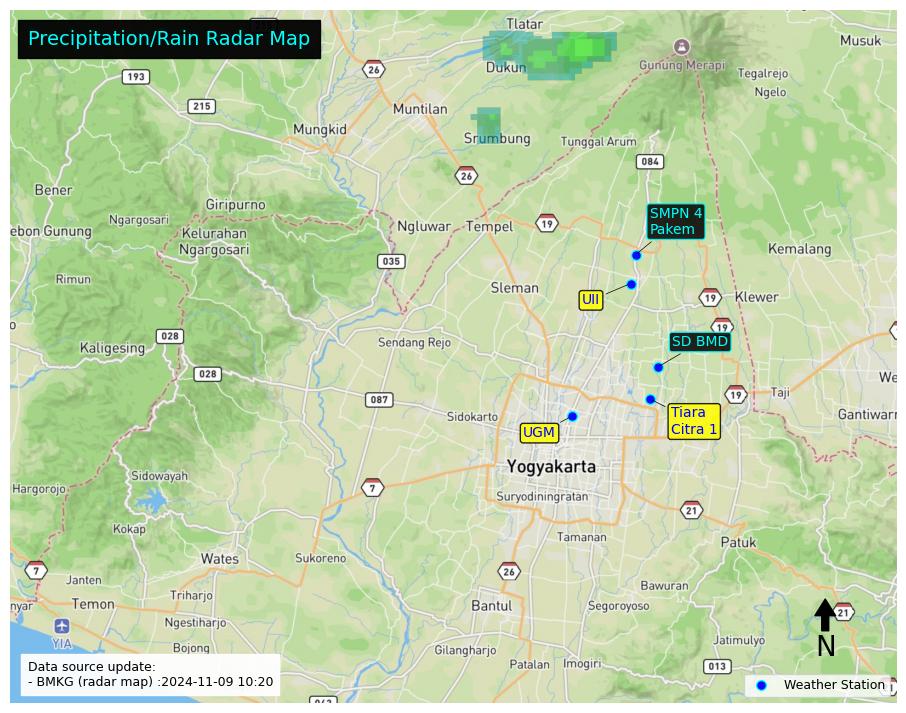 Precipitation/Rain Radar Map
Tlatar
Musuk
26
Dukun
Gunung Merapi
Tegalrejo
193
Ngelo
215
Muntilan
Mungkid
Srumbung
Tunggal Arum
084
26
Bener
Giripurno
SMPN 4
Pakem
Ngargosari
Ngluwar
Tempel
19
Kelurahan
Ngargosari
ebon Gunung
Kemalang
035
Rimun
Sleman
UII
19
Klewer
19
028
Sendang Rejo
SD BMD
Kaligesing
028
We
087
19
Taji
Sidokarto
Tiara
Citra 1
Gantiwarn
UGM
Yogyakarta
Sidowayah
Hargorojo
7
Suryodiningratan
21
Kokap
Tamanan
Patuk
Wates
Sukoreno
7
26
Janten
Bawuran
Triharjo
nyar
Temon
Bantul
Segoroyoso
21
Ngestiharjo
YIA
Bojong
Gilangharjo
Jatimulyo
N
Patalan
Imogiri
013
Data source update:
- BMKG (radar map) :2024-11-09 10:20
Weather Station